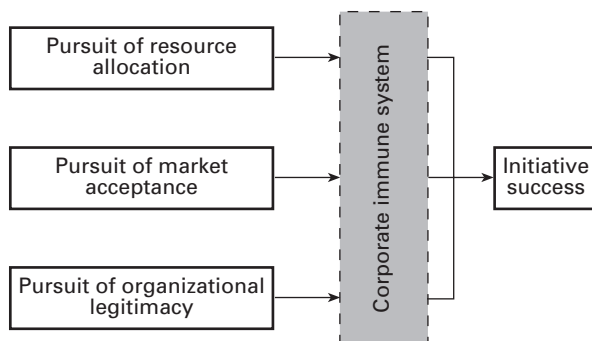 Pursuit of resource
allocation
Pursuit of market
acceptance
Pursuit of organizational
legitimacy
Corporate immune system
Initiative
success